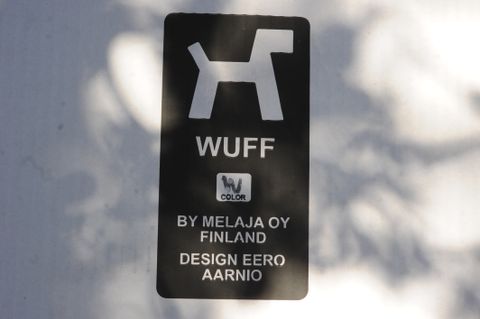 WUFF
COLOR
BY MELAJA OY
FINLAND
DESIGN EERO
AARNIO